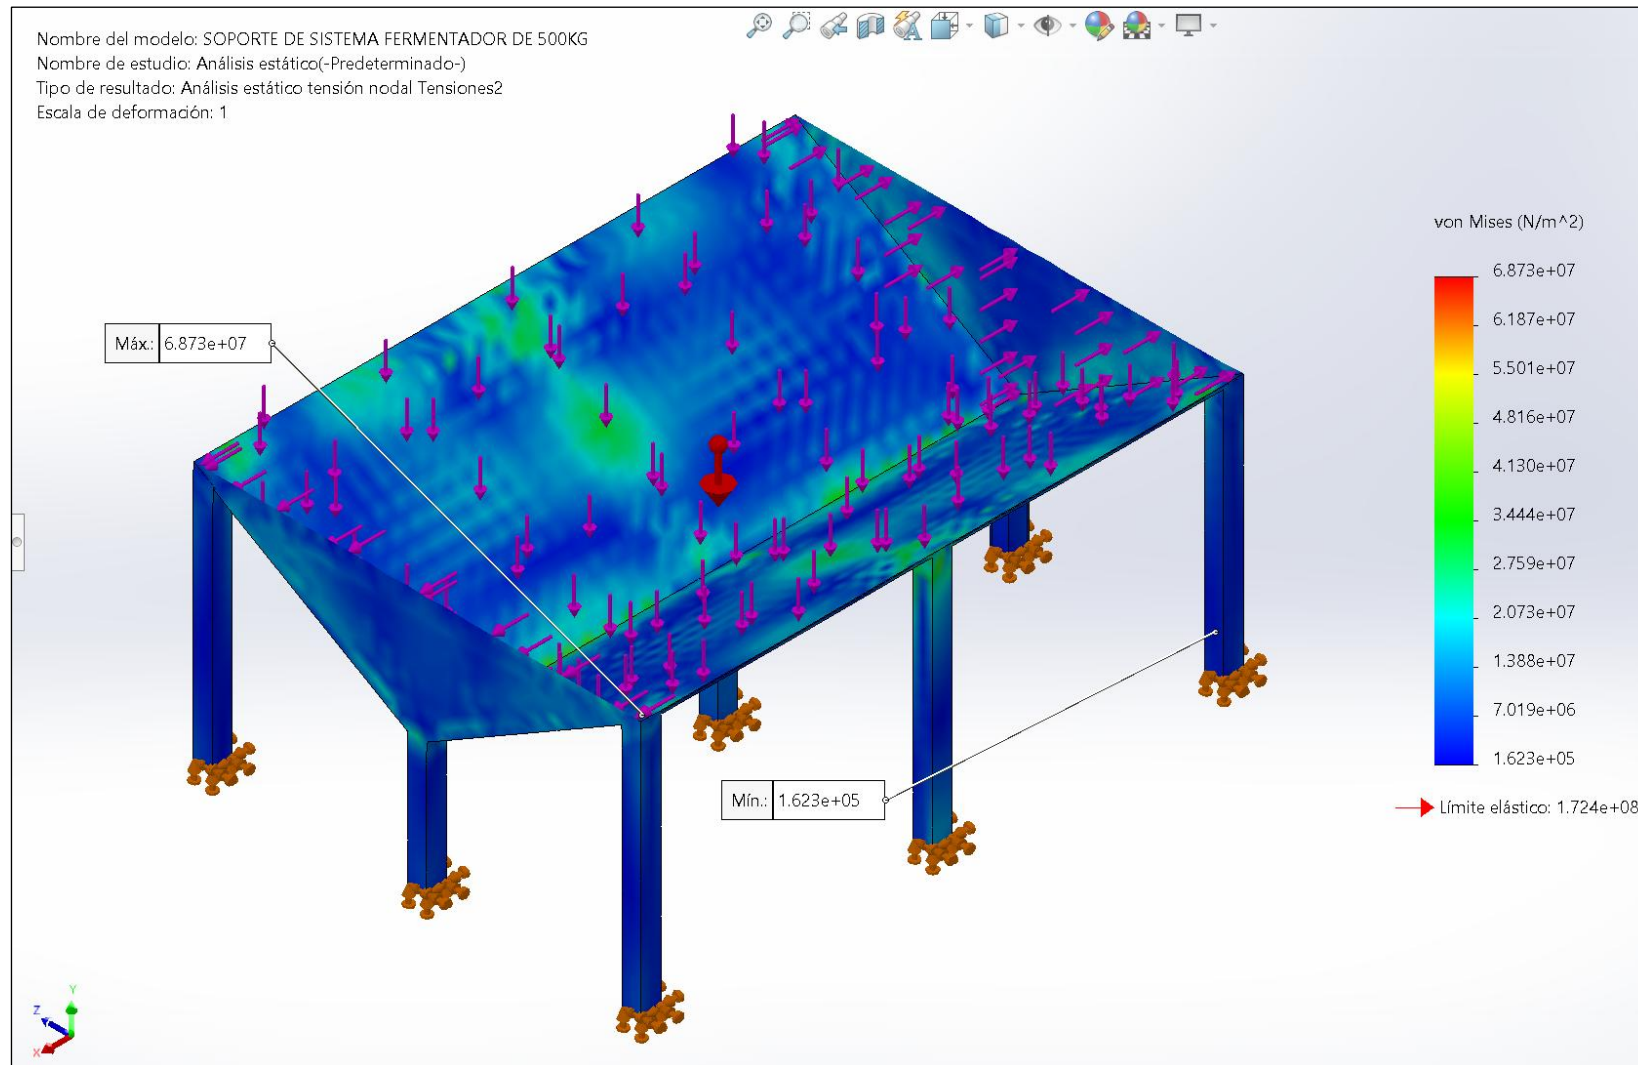 Nombre del modelo: SOPORTE DE SISTEMA FERMENTADOR DE 500KG
Nombre de estudio: Análisis estático(-Predeterminado-)
Tipo de resultado: Análisis estático tensión nodal Tensiones2
Escala de deformación: 1
von Mises (N/m^2)
6.873e+07
6.187e+07
5.501e+07
4.816e+07
4.130e+07
3.444e+07
2.759e+07
2.073e+07
1.388e+07
7.019e+06
1.623e+05
Límite elástico: 1.724e+08
Máx.: 6.873e+07
Mín.: 1.623e+05
Y
Z
X